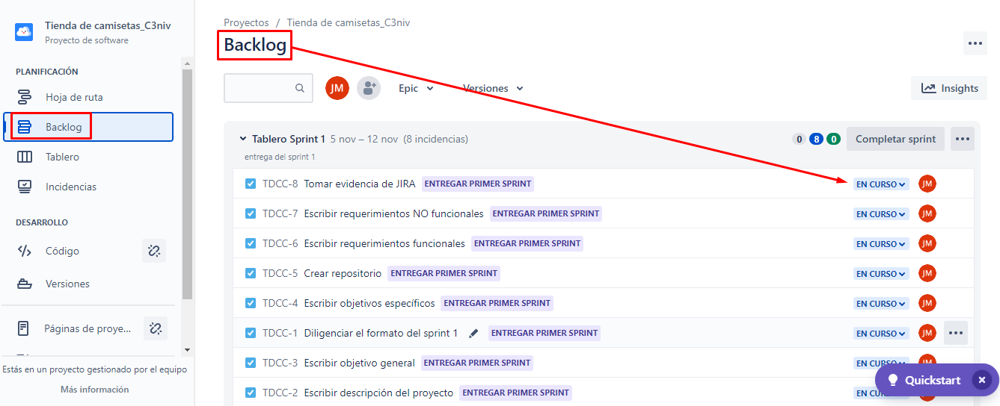 Tienda de camisetas_C3niv
Proyecto de software
PLANIFICACIÓN
Hoja de ruta
Backlog
Tablero
Incidencias
DESARROLLO
Código
Versiones
Páginas de proye...
Estás en un proyecto gestionado por el equipo
Más información
Proyectos / Tienda de camisetas_C3niv
Backlog
JM Epic Versiones Insights
Tablero Sprint 1 5 nov – 12 nov (8 incidencias) 0 8 0 Completar sprint
entrega del sprint 1
TDCC-8 Tomar evidencia de JIRA ENTREGAR PRIMER SPRINT EN CURSO JM
TDCC-7 Escribir requerimientos NO funcionales ENTREGAR PRIMER SPRINT EN CURSO JM
TDCC-6 Escribir requerimientos funcionales ENTREGAR PRIMER SPRINT EN CURSO JM
TDCC-5 Crear repositorio ENTREGAR PRIMER SPRINT EN CURSO JM
TDCC-4 Escribir objetivos específicos ENTREGAR PRIMER SPRINT EN CURSO JM
TDCC-1 Diligenciar el formato del sprint 1 ENTREGAR PRIMER SPRINT EN CURSO JM
TDCC-3 Escribir objetivo general ENTREGAR PRIMER SPRINT EN CURSO JM
TDCC-2 Escribir descripción del proyecto ENTREGAR PRIMER SPRINT
Quickstart